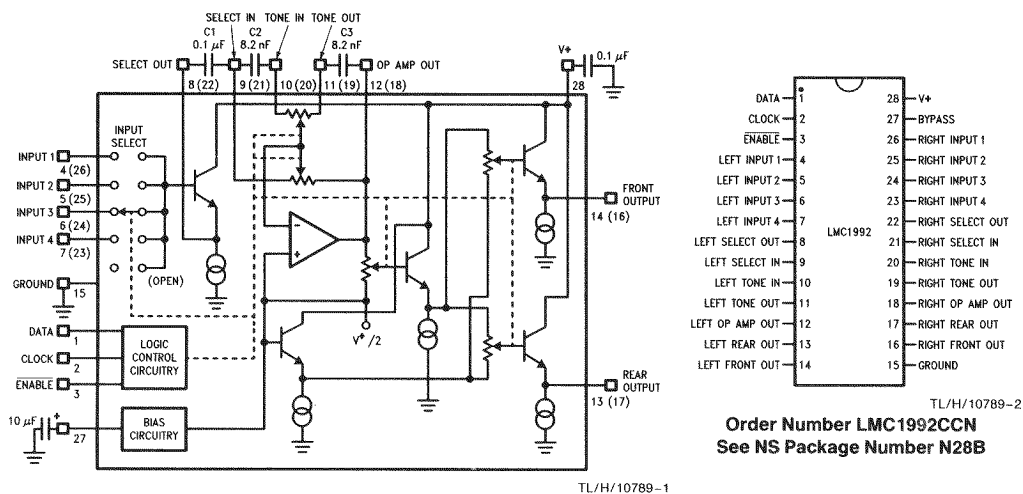 SELECT IN TONE IN TONE OUT
C1 C2 C3
0.1 μF 8.2 nF 8.2 nF
SELECT OUT
OP AMP OUT
V+
0.1 μF
8 (22) 9 (21) 10 (20) 11 (19) 12 (18)
28
INPUT
SELECT
INPUT 1
4 (26)
INPUT 2
5 (25)
INPUT 3
6 (24)
INPUT 4
7 (23)
(OPEN)
GROUND
15
DATA
1
CLOCK
2
ENABLE
3
LOGIC
CONTROL
CIRCUITRY
10 μF
+
27
BIAS
CIRCUITRY
−
+
V+/2
FRONT
OUTPUT
14 (16)
REAR
OUTPUT
13 (17)
TL/H/10789-1
DATA 1 28 V+
CLOCK 2 27 BYPASS
ENABLE 3 26 RIGHT INPUT 1
LEFT INPUT 1 4 25 RIGHT INPUT 2
LEFT INPUT 2 5 24 RIGHT INPUT 3
LEFT INPUT 3 6 23 RIGHT INPUT 4
LEFT INPUT 4 7 22 RIGHT SELECT OUT
LMC1992
LEFT SELECT OUT 8 21 RIGHT SELECT IN
LEFT SELECT IN 9 20 RIGHT TONE IN
LEFT TONE IN 10 19 RIGHT TONE OUT
LEFT TONE OUT 11 18 RIGHT OP AMP OUT
LEFT OP AMP OUT 12 17 RIGHT REAR OUT
LEFT REAR OUT 13 16 RIGHT FRONT OUT
LEFT FRONT OUT 14 15 GROUND
TL/H/10789-2
Order Number LMC1992CCN
See NS Package Number N28B